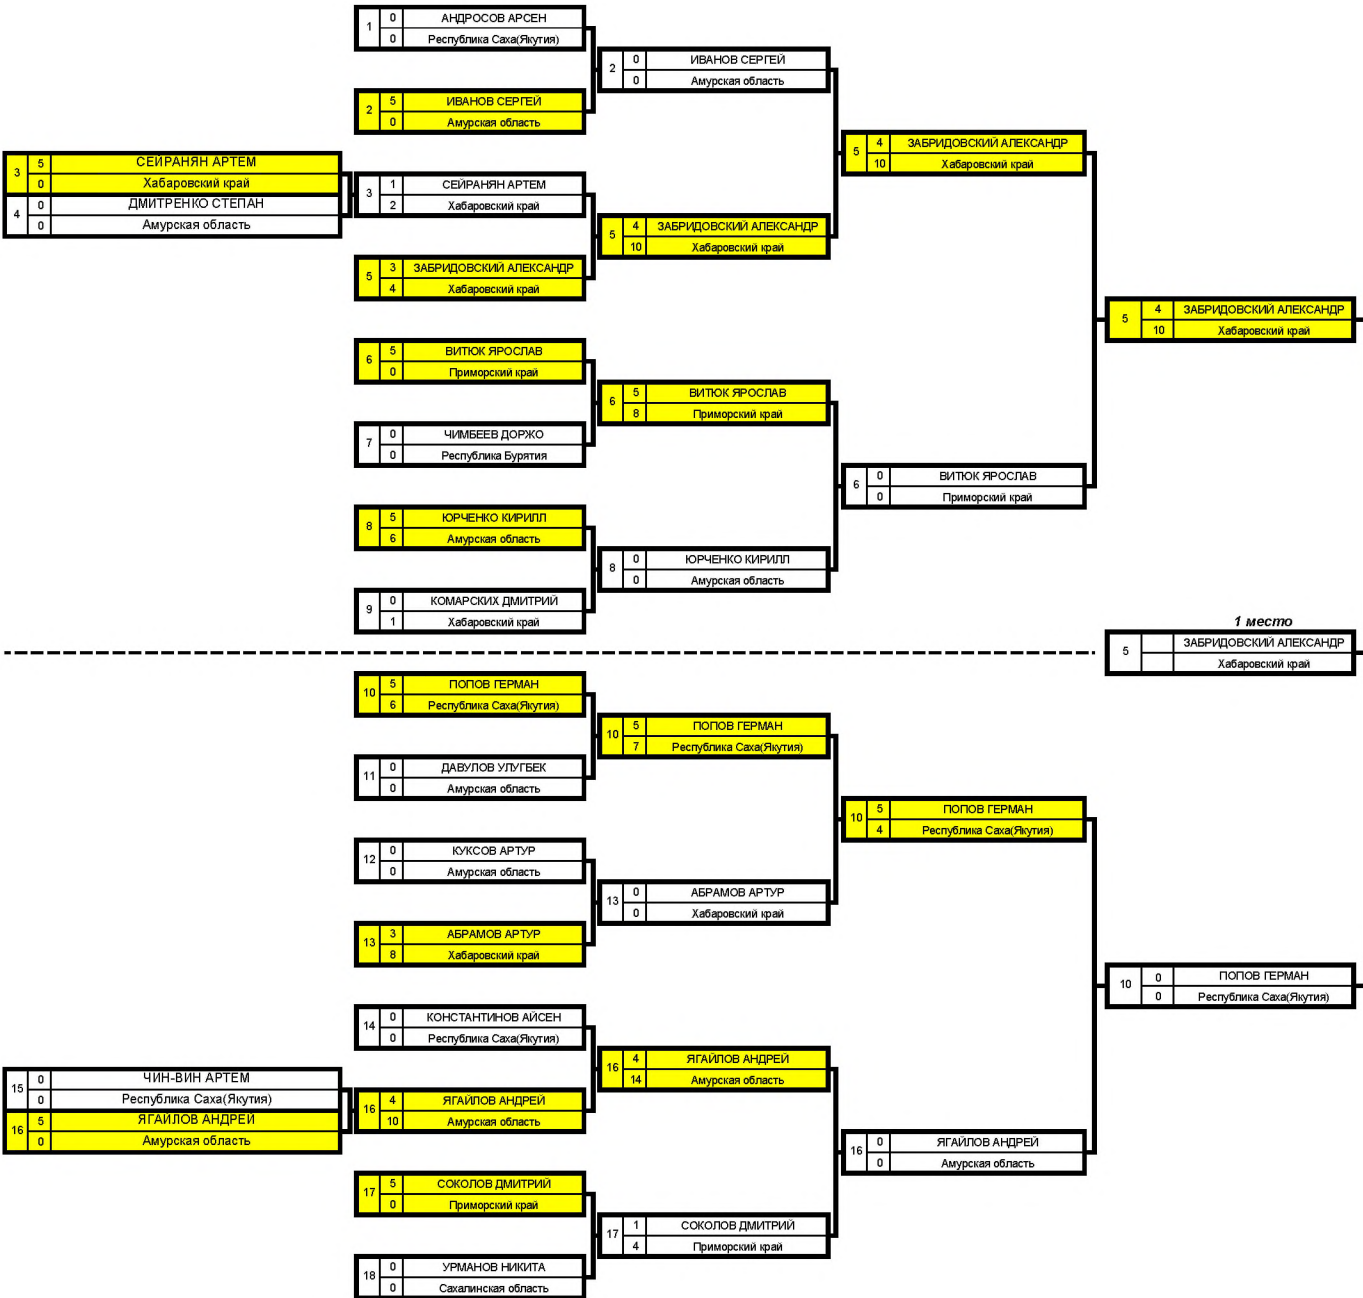 1 0 АНДРОСОВ АРСЕН
0 Республика Саха(Якутия)
2 5 ИВАНОВ СЕРГЕЙ
0 Амурская область
3 5 СЕЙРАНЯН АРТЕМ
0 Хабаровский край
4 0 ДМИТРЕНКО СТЕПАН
0 Амурская область
3 1 СЕЙРАНЯН АРТЕМ
2 Хабаровский край
5 3 ЗАБРИДОВСКИЙ АЛЕКСАНДР
4 Хабаровский край
6 5 ВИТЮК ЯРОСЛАВ
0 Приморский край
7 0 ЧИМБЕЕВ ДОРЖО
0 Республика Бурятия
8 5 ЮРЧЕНКО КИРИЛЛ
6 Амурская область
9 0 КОМАРСКИХ ДМИТРИЙ
1 Хабаровский край
2 0 ИВАНОВ СЕРГЕЙ
0 Амурская область
5 4 ЗАБРИДОВСКИЙ АЛЕКСАНДР
10 Хабаровский край
6 5 ВИТЮК ЯРОСЛАВ
8 Приморский край
8 0 ЮРЧЕНКО КИРИЛЛ
0 Амурская область
5 4 ЗАБРИДОВСКИЙ АЛЕКСАНДР
10 Хабаровский край
6 0 ВИТЮК ЯРОСЛАВ
0 Приморский край
5 4 ЗАБРИДОВСКИЙ АЛЕКСАНДР
10 Хабаровский край
1 место
5 ЗАБРИДОВСКИЙ АЛЕКСАНДР
Хабаровский край
10 5 ПОПОВ ГЕРМАН
6 Республика Саха(Якутия)
11 0 ДАВУЛОВ УЛУГБЕК
0 Амурская область
12 0 КУКСОВ АРТУР
0 Амурская область
13 3 АБРАМОВ АРТУР
8 Хабаровский край
14 0 КОНСТАНТИНОВ АЙСЕН
0 Республика Саха(Якутия)
15 0 ЧИН-ВИН АРТЕМ
0 Республика Саха(Якутия)
16 5 ЯГАЙЛОВ АНДРЕЙ
0 Амурская область
16 4 ЯГАЙЛОВ АНДРЕЙ
10 Амурская область
17 5 СОКОЛОВ ДМИТРИЙ
0 Приморский край
18 0 УРМАНОВ НИКИТА
0 Сахалинская область
10 5 ПОПОВ ГЕРМАН
7 Республика Саха(Якутия)
13 0 АБРАМОВ АРТУР
0 Хабаровский край
16 4 ЯГАЙЛОВ АНДРЕЙ
14 Амурская область
17 1 СОКОЛОВ ДМИТРИЙ
4 Приморский край
10 5 ПОПОВ ГЕРМАН
4 Республика Саха(Якутия)
16 0 ЯГАЙЛОВ АНДРЕЙ
0 Амурская область
10 0 ПОПОВ ГЕРМАН
0 Республика Саха(Якутия)